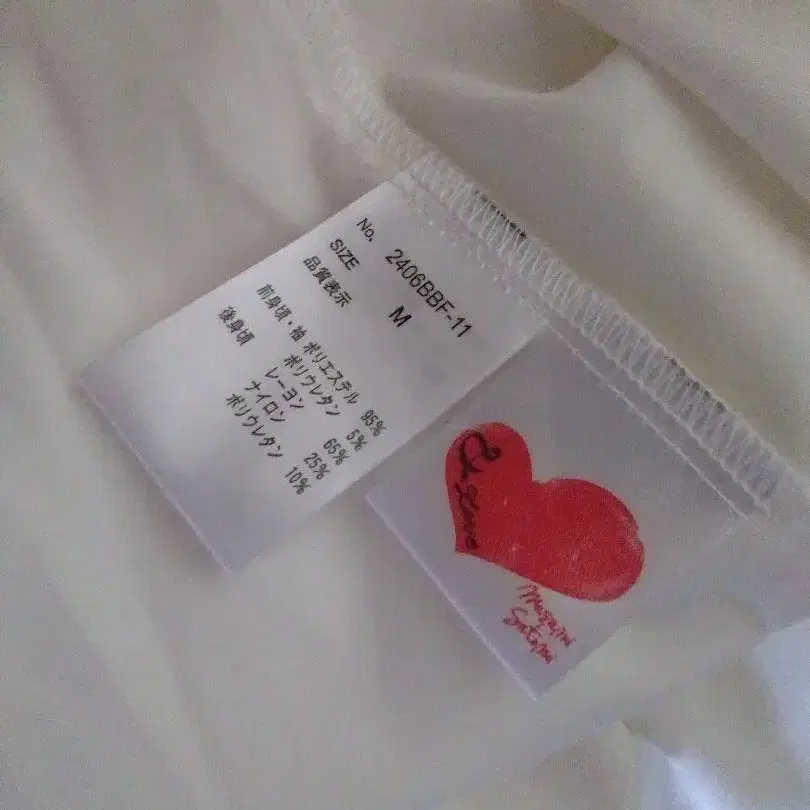 No. 2406BBF-11
SIZE M
品質表示
前身頃・袖 ポリエステル 95%
ポリウレタン 5%
後身頃 レーヨン 65%
ナイロン 25%
ポリウレタン 10%